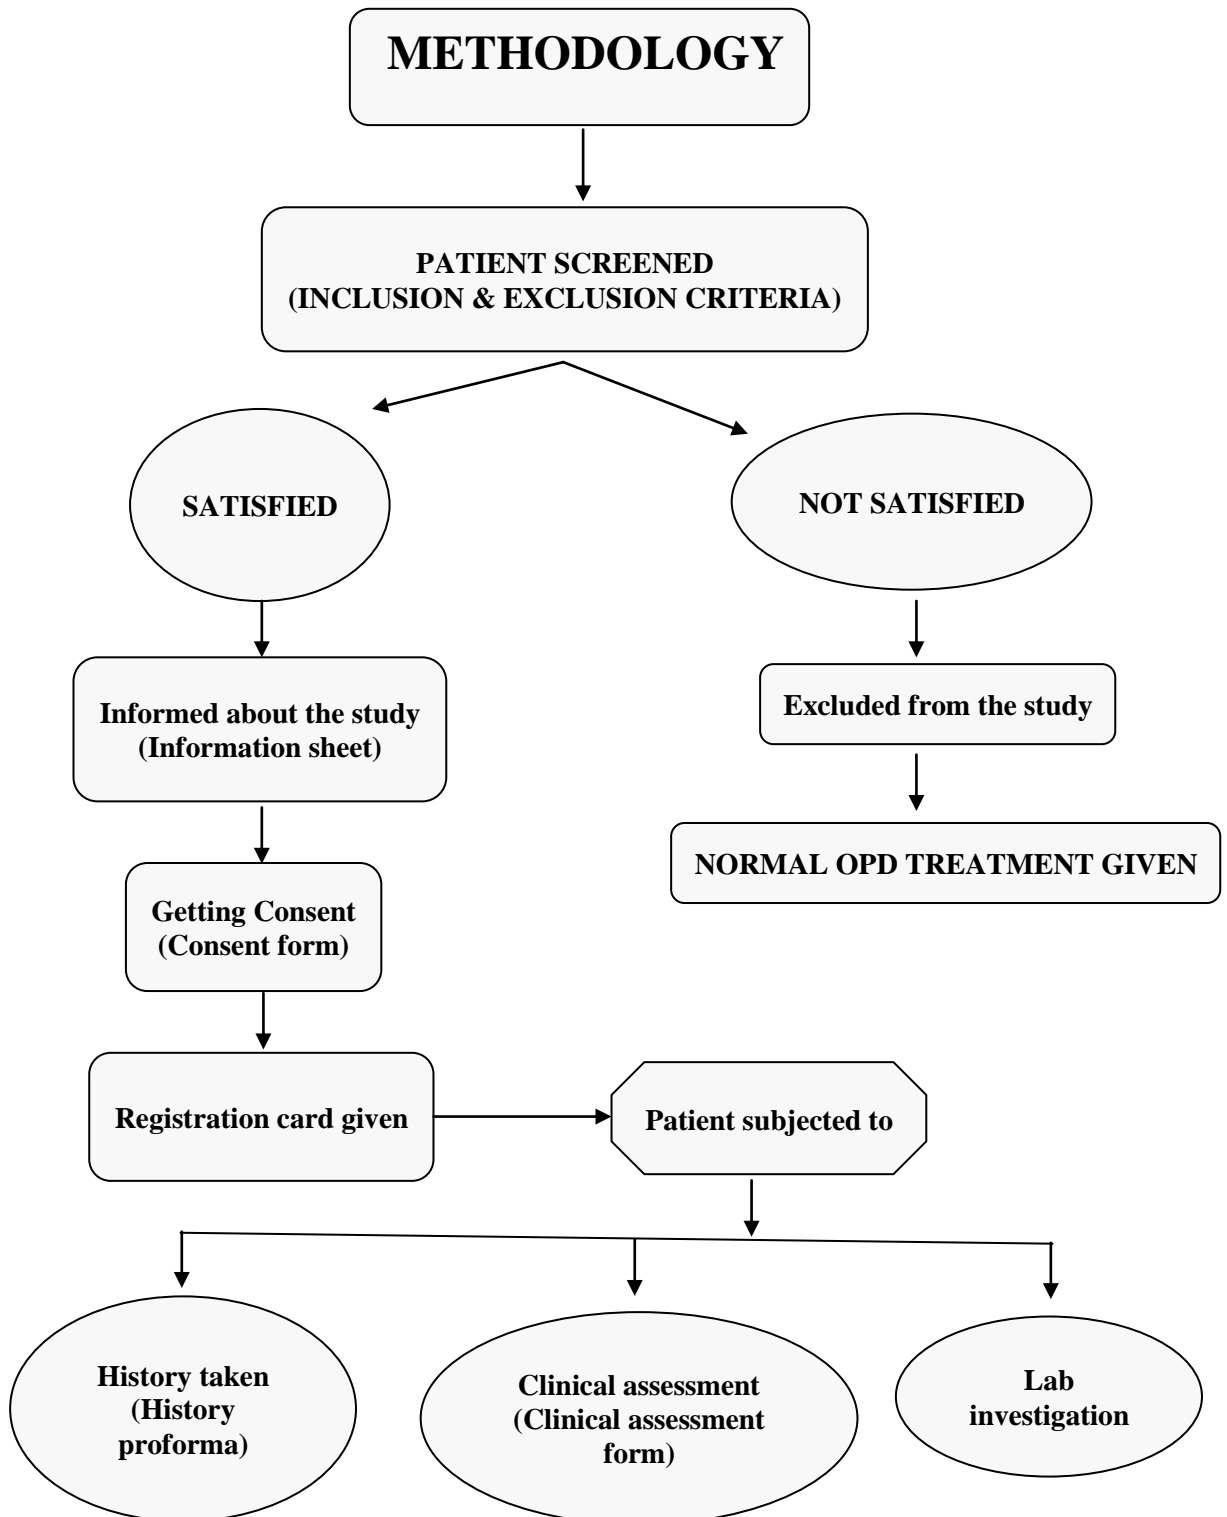 METHODOLOGY
PATIENT SCREENED
(INCLUSION & EXCLUSION CRITERIA)
SATISFIED
NOT SATISFIED
Informed about the study
(Information sheet)
Excluded from the study
NORMAL OPD TREATMENT GIVEN
Getting Consent
(Consent form)
Registration card given
Patient subjected to
History taken
(History
proforma)
Clinical assessment
(Clinical assessment
form)
Lab
investigation